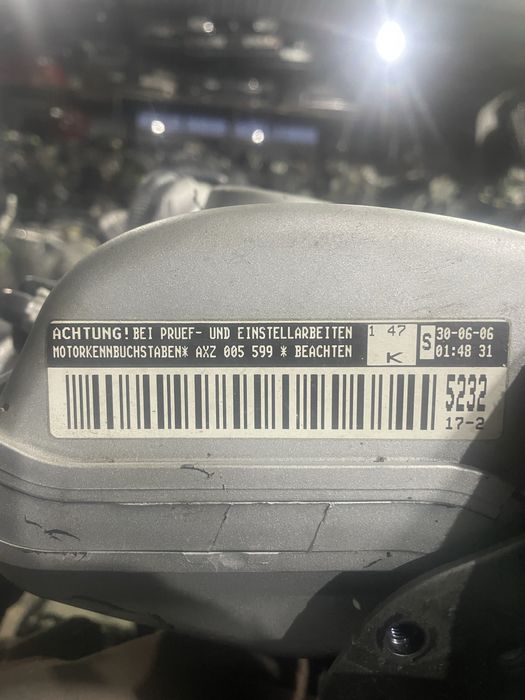 ACHTUNG! BEI PRUEF- UND EINSTELLARBEITEN
MOTORKENNBUCHSTABEN* AXZ 005 599 * BEACHTEN
1 47
K
S
30-06-06
01:48 31
5232
17-2